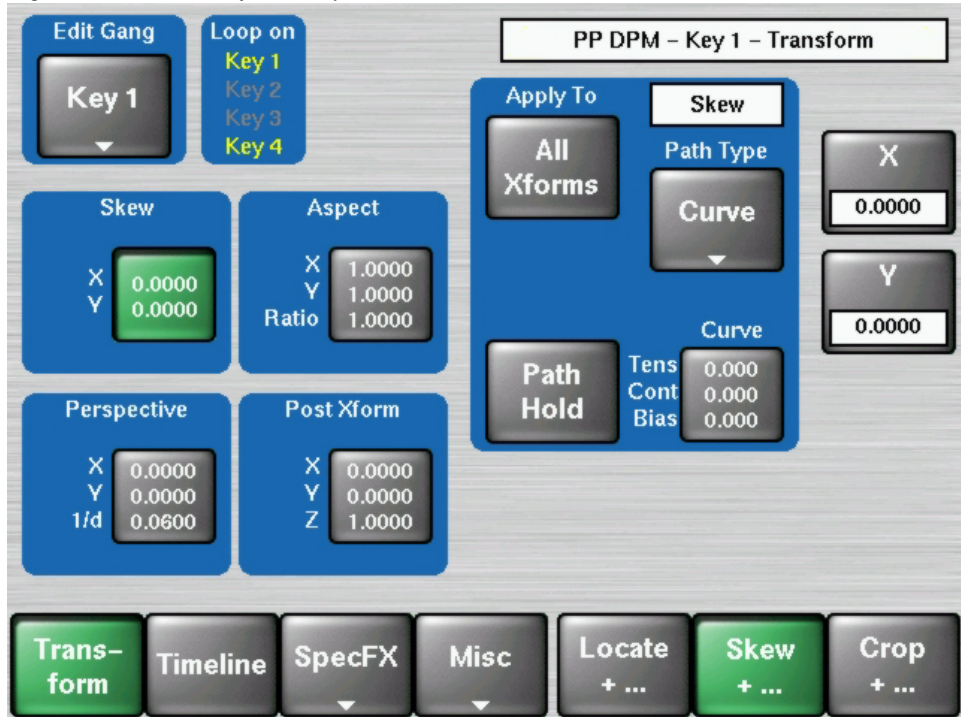 Edit Gang
Key 1
Loop on
Key 1
Key 2
Key 3
Key 4
PP DPM – Key 1 – Transform
Apply To
All
Xforms
Skew
Path Type
Curve
Path
Hold
Curve
Tens 0.000
Cont 0.000
Bias 0.000
X
0.0000
Y
0.0000
Skew
X 0.0000
Y 0.0000
Aspect
X 1.0000
Y 1.0000
Ratio 1.0000
Perspective
X 0.0000
Y 0.0000
1/d 0.0600
Post Xform
X 0.0000
Y 0.0000
Z 1.0000
Trans–
form
Timeline
SpecFX
Misc
Locate
+ ...
Skew
+ ...
Crop
+ ...